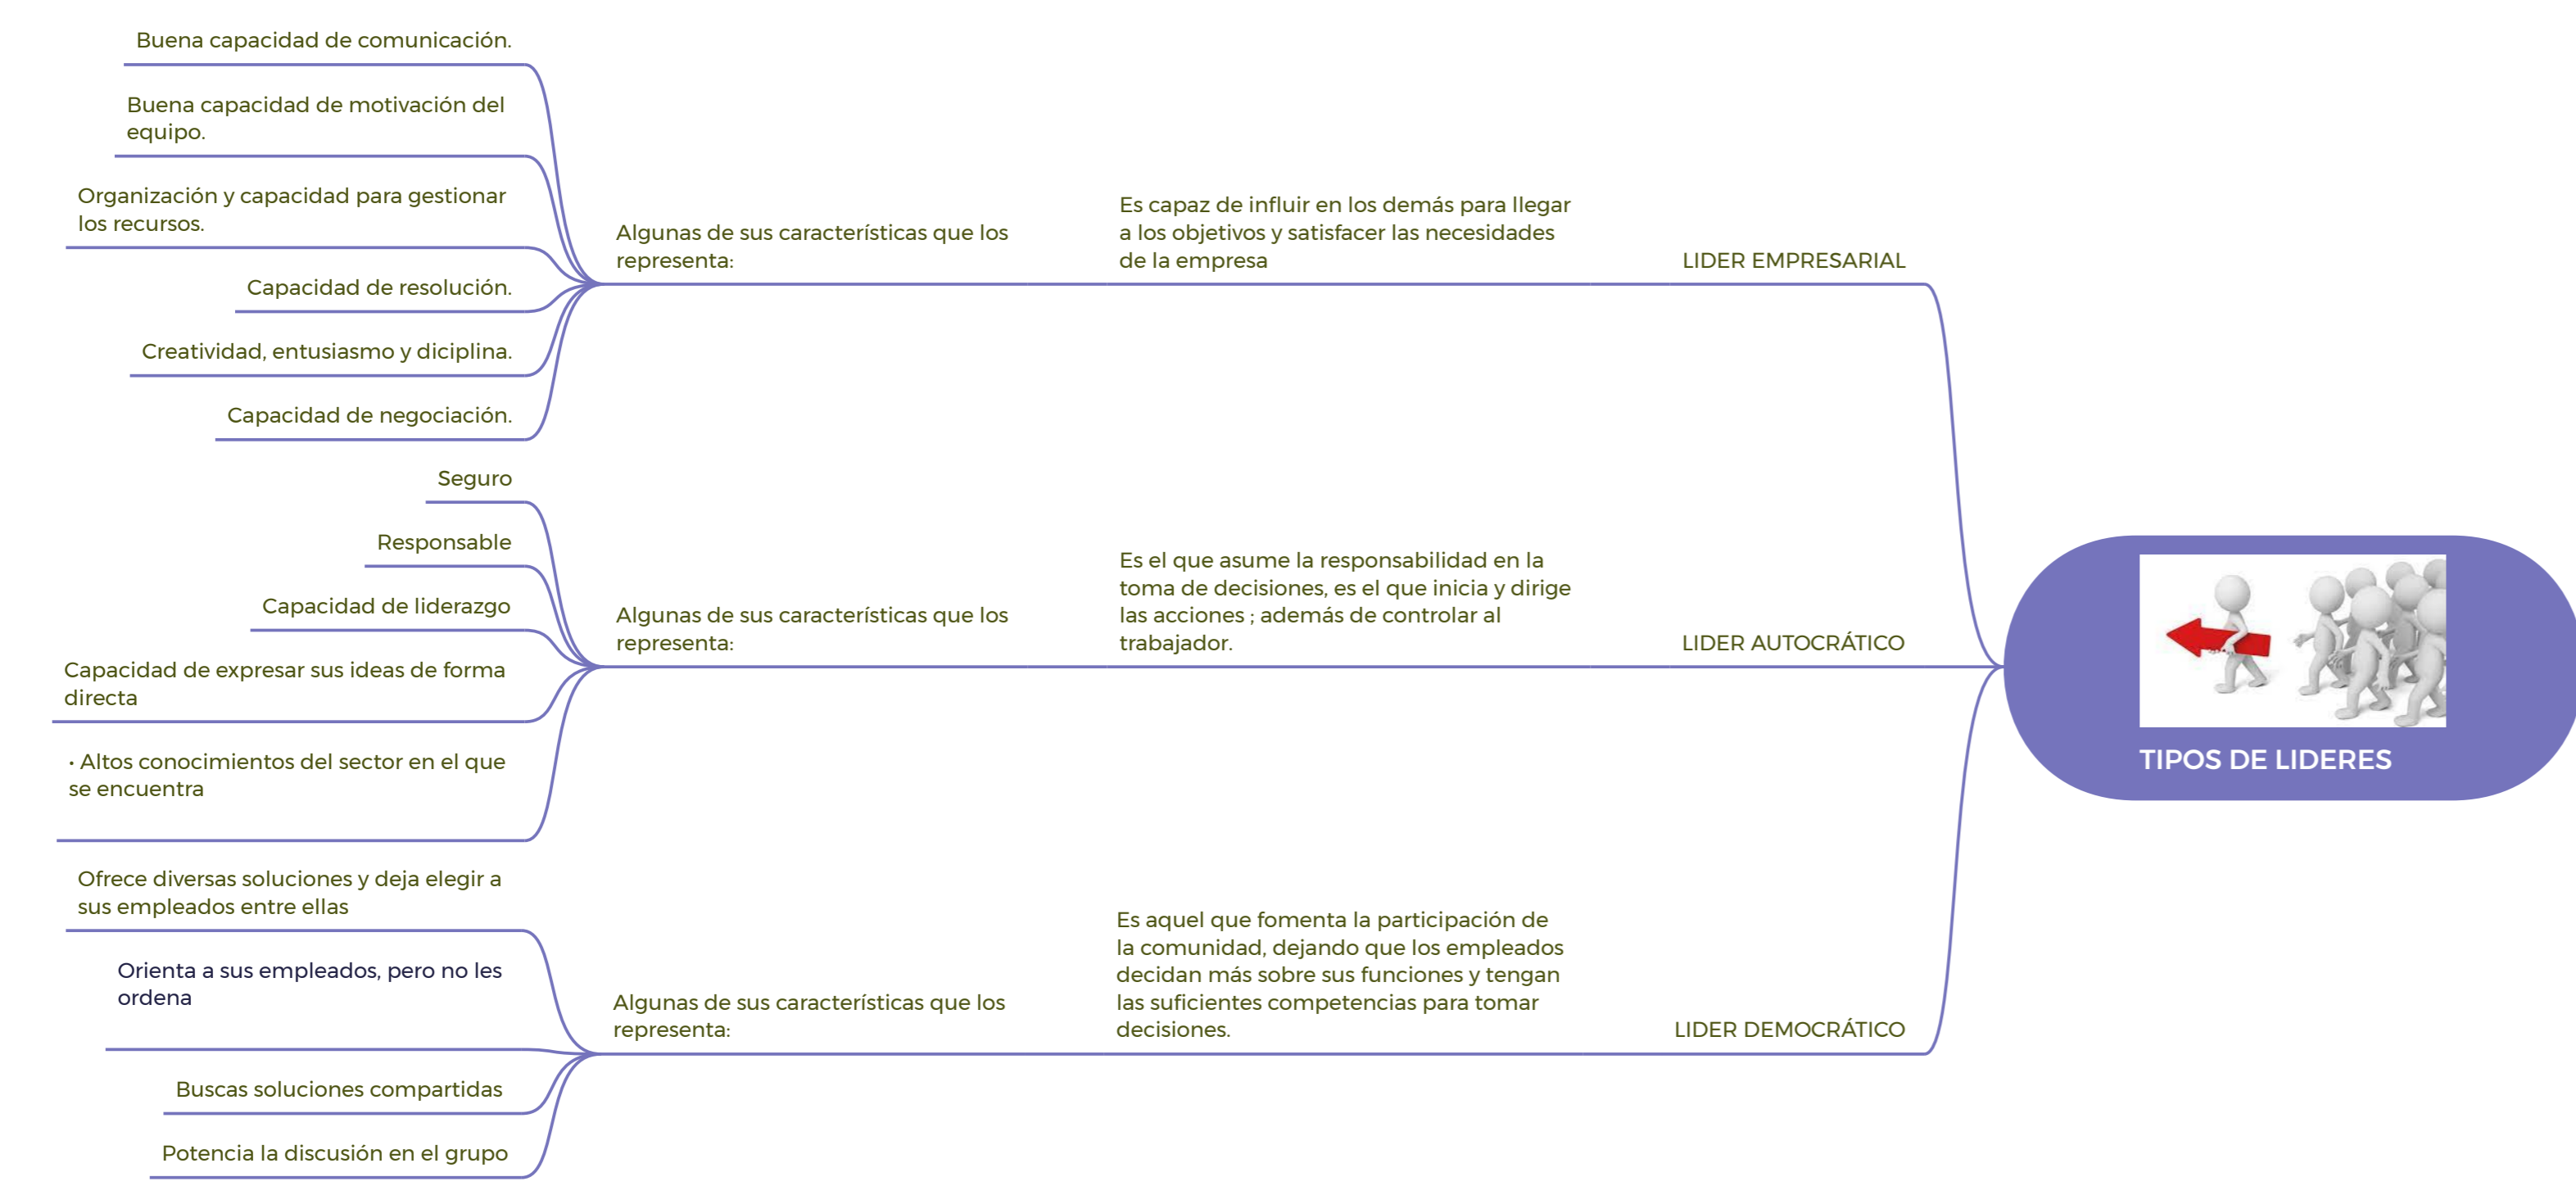 TIPOS DE LIDERES
LIDER EMPRESARIAL
Es capaz de influir en los demás para llegar
a los objetivos y satisfacer las necesidades
de la empresa
Algunas de sus características que los
representa:
Buena capacidad de comunicación.
Buena capacidad de motivación del
equipo.
Organización y capacidad para gestionar
los recursos.
Capacidad de resolución.
Creatividad, entusiasmo y diciplina.
Capacidad de negociación.
LIDER AUTOCRÁTICO
Es el que asume la responsabilidad en la
toma de decisiones, es el que inicia y dirige
las acciones ; además de controlar al
trabajador.
Algunas de sus características que los
representa:
Seguro
Responsable
Capacidad de liderazgo
Capacidad de expresar sus ideas de forma
directa
• Altos conocimientos del sector en el que
se encuentra
LIDER DEMOCRÁTICO
Es aquel que fomenta la participación de
la comunidad, dejando que los empleados
decidan más sobre sus funciones y tengan
las suficientes competencias para tomar
decisiones.
Algunas de sus características que los
representa:
Ofrece diversas soluciones y deja elegir a
sus empleados entre ellas
Orienta a sus empleados, pero no les
ordena
Buscas soluciones compartidas
Potencia la discusión en el grupo